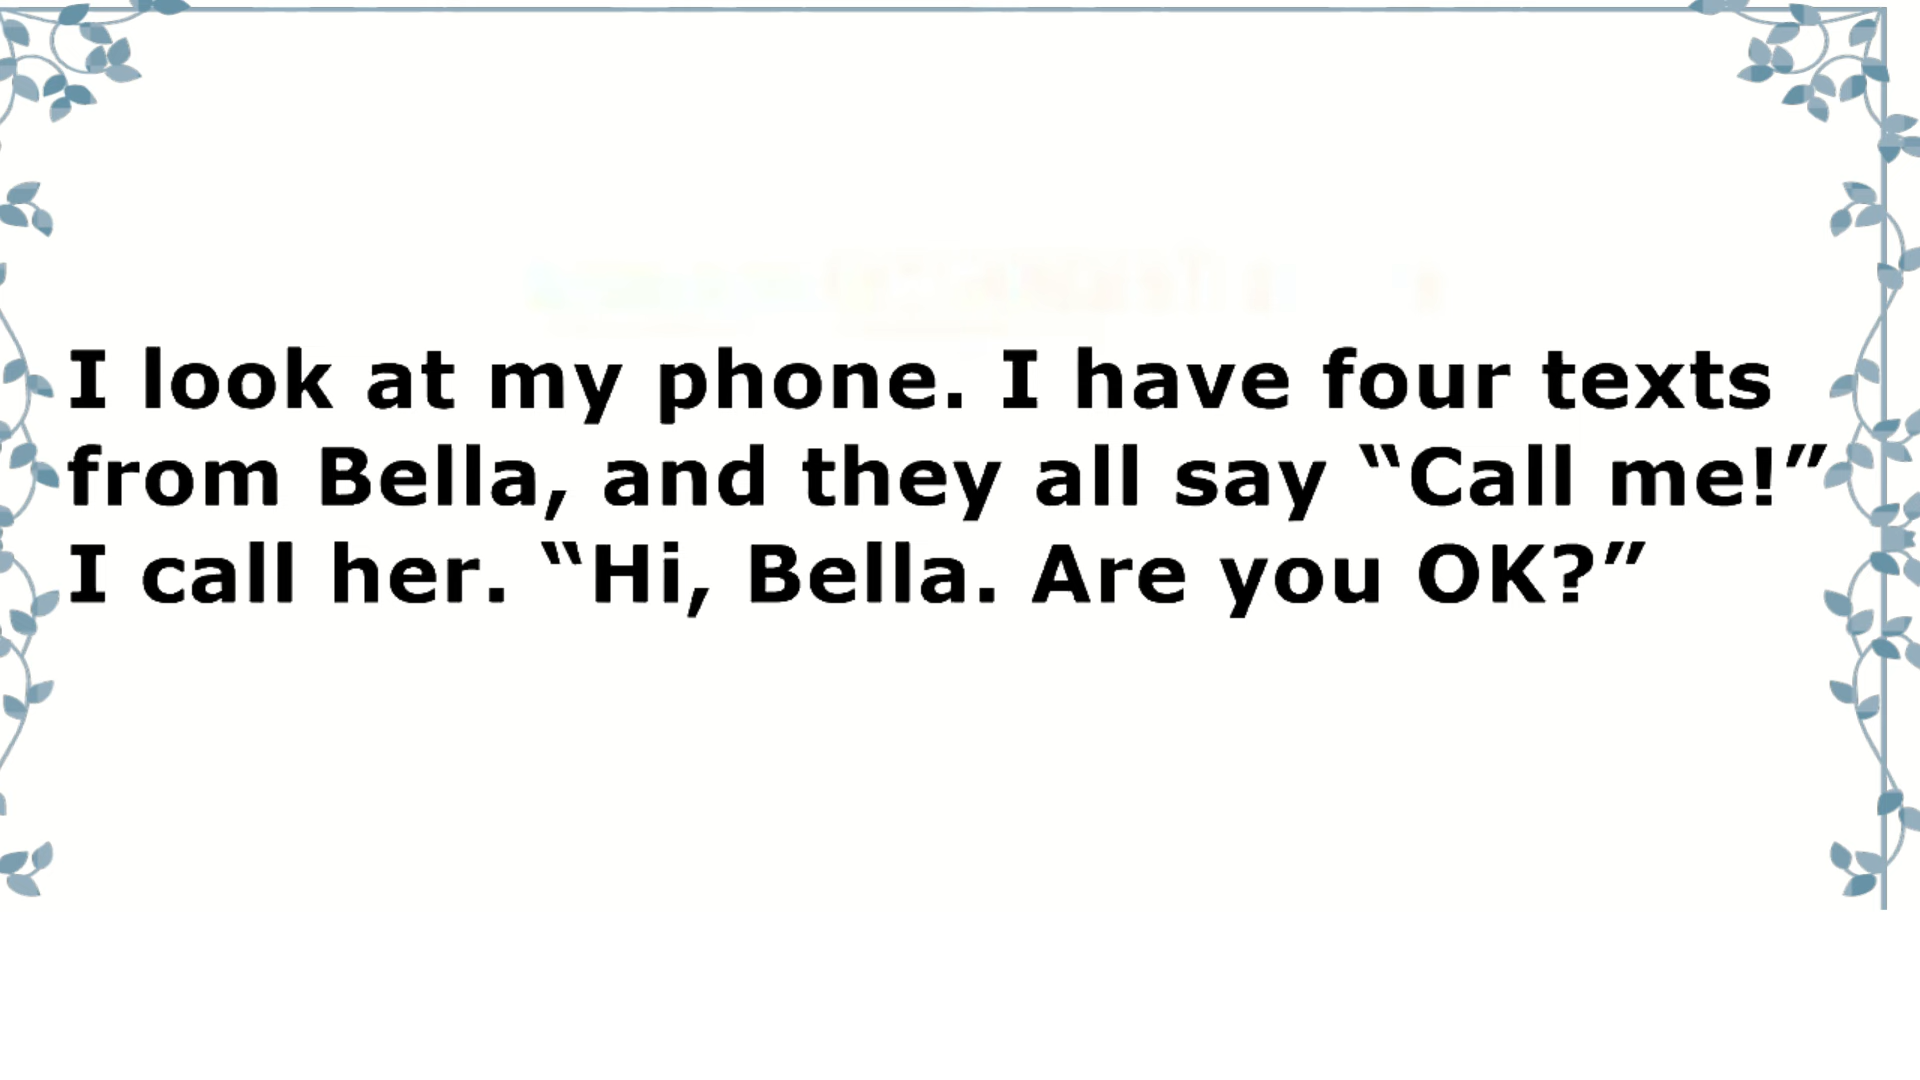 I look at my phone. I have four texts
from Bella, and they all say “Call me!”
I call her. “Hi, Bella. Are you OK?”